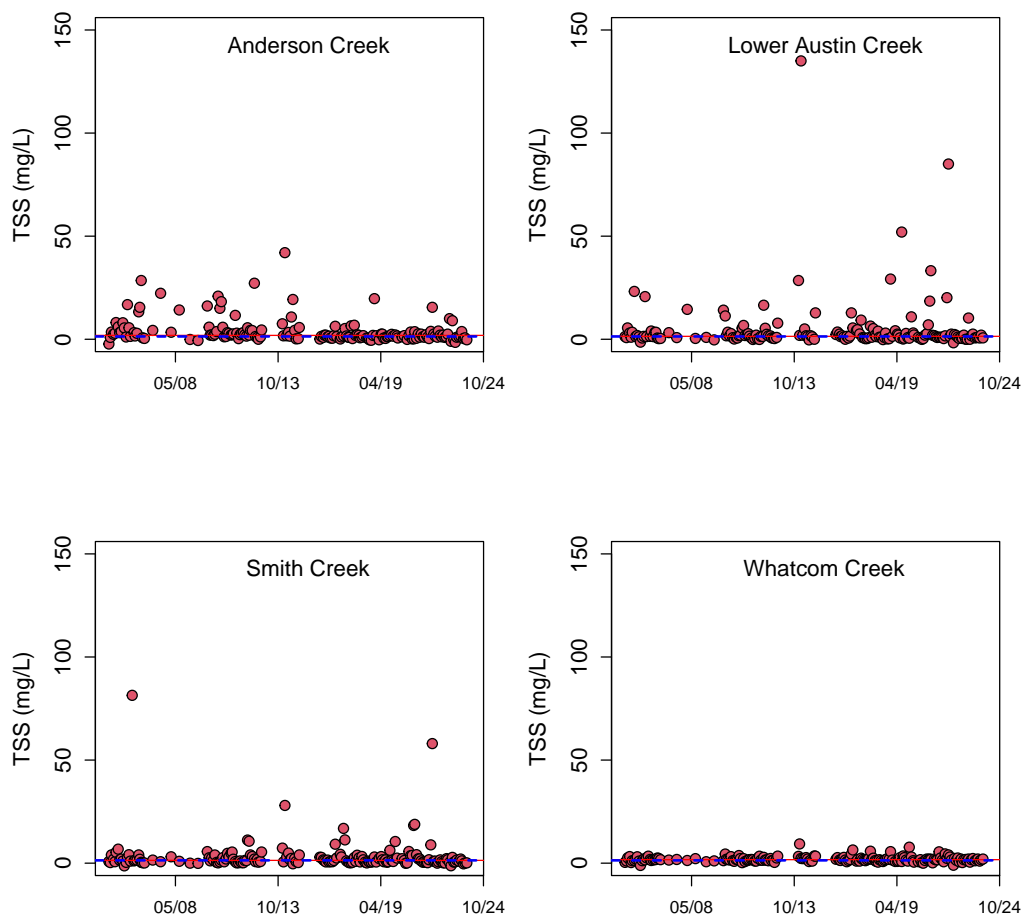 Anderson Creek
TSS (mg/L)
150
100
50
0
05/08 10/13 04/19 10/24
Lower Austin Creek
TSS (mg/L)
150
100
50
0
05/08 10/13 04/19 10/24
Smith Creek
TSS (mg/L)
150
100
50
0
05/08 10/13 04/19 10/24
Whatcom Creek
TSS (mg/L)
150
100
50
0
05/08 10/13 04/19 10/24